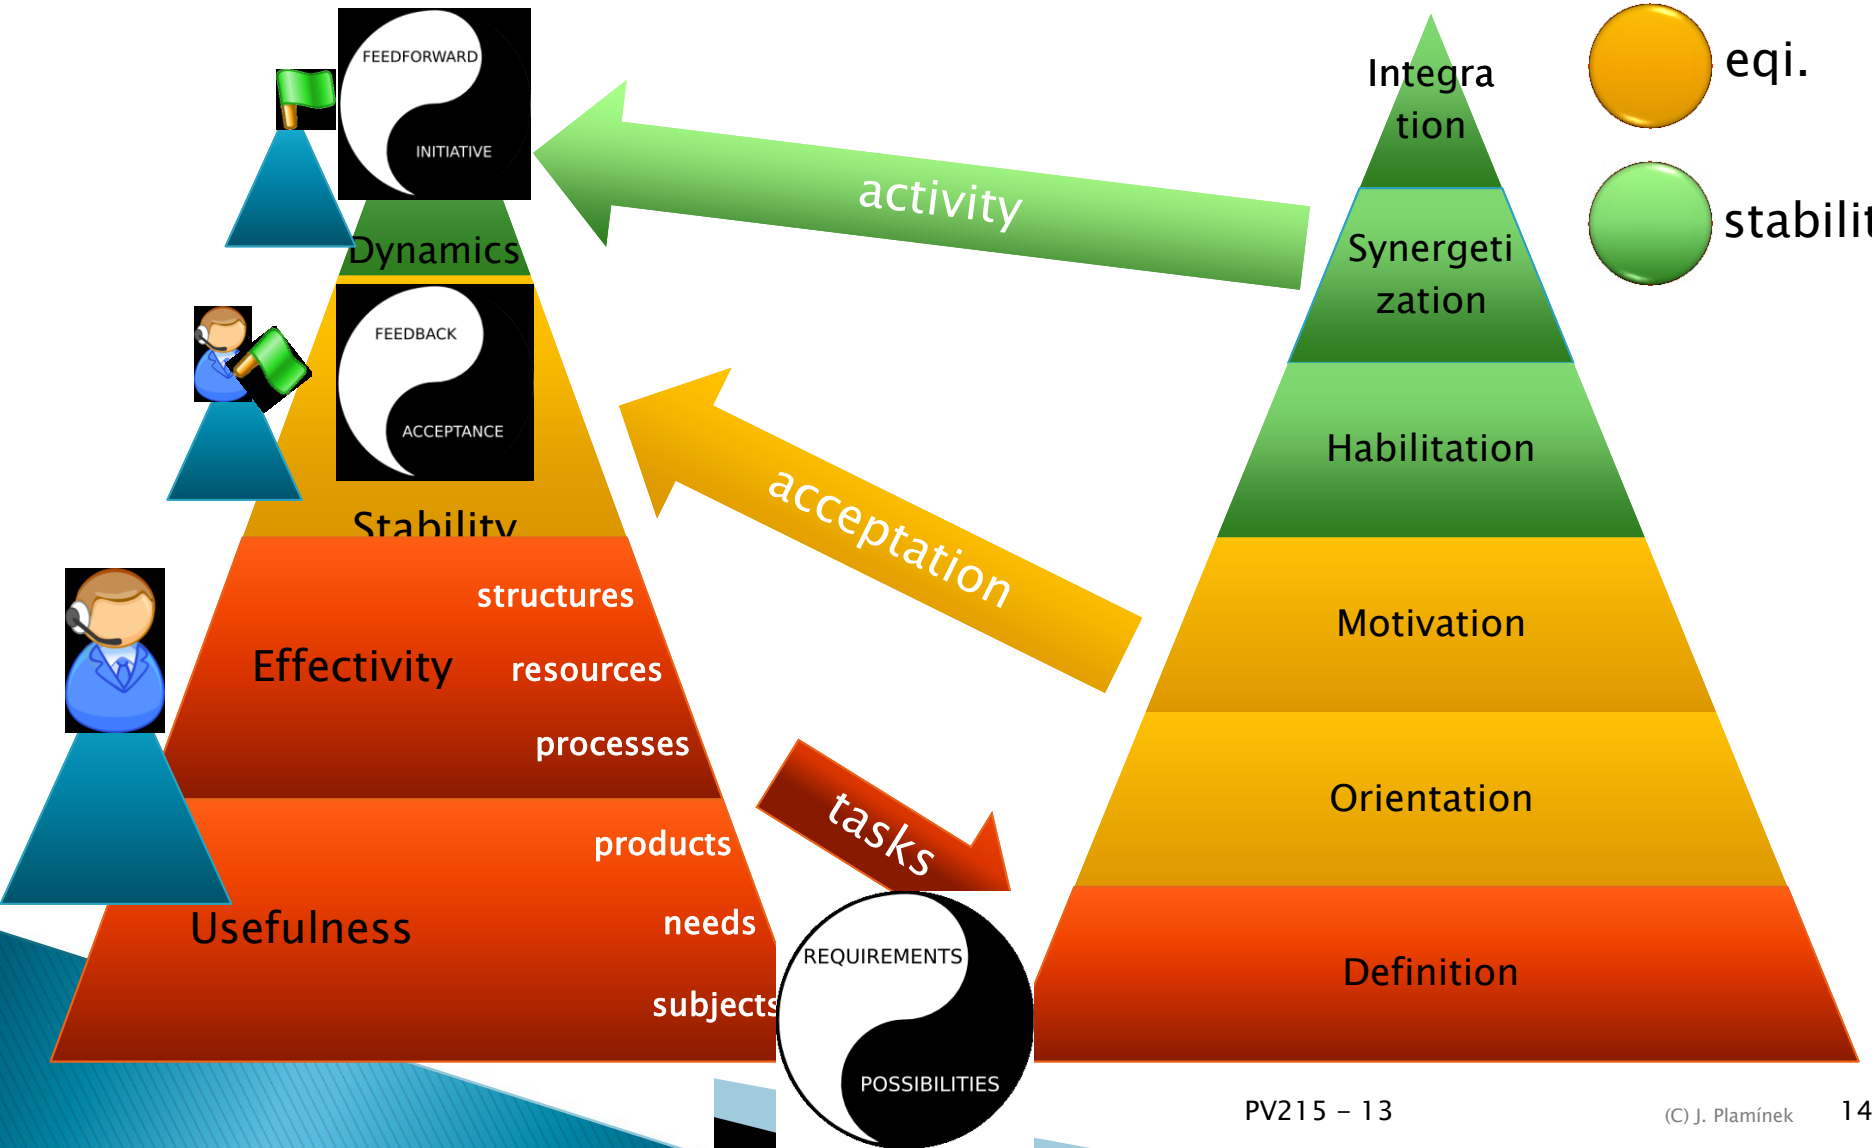 FEEDFORWARD
INITIATIVE
Dynamics
FEEDBACK
ACCEPTANCE
Stability
structures
Effectivity
resources
processes
products
Usefulness
needs
subjects
activity
acceptation
tasks
REQUIREMENTS
POSSIBILITIES
Integra
tion
Synergeti
zation
Habilitation
Motivation
Orientation
Definition
eqi.
stabilit
PV215 – 13
(C) J. Plamínek
14